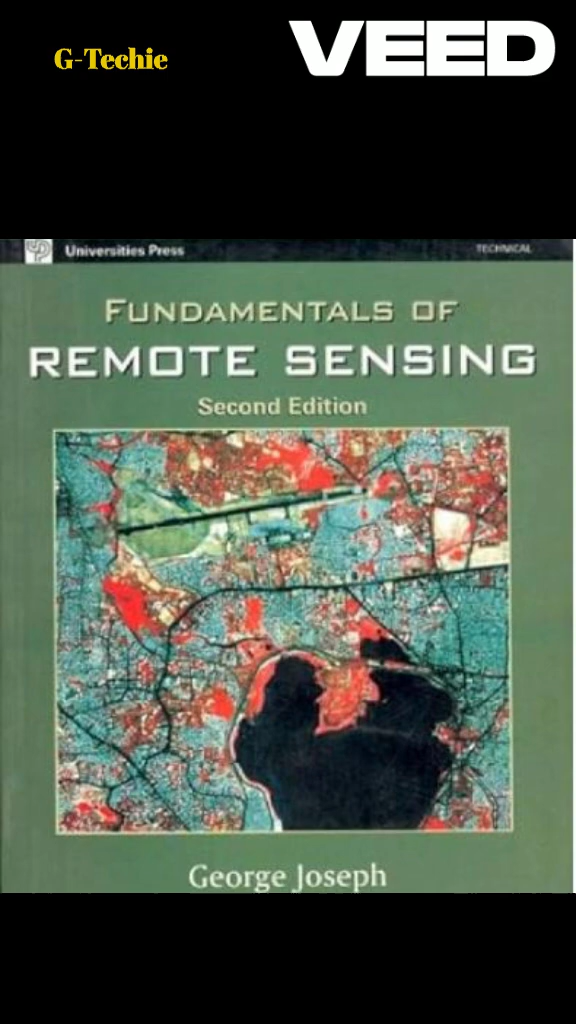 G-Techie
VEED
Universities Press
TECHNICAL
FUNDAMENTALS OF
REMOTE SENSING
Second Edition
George Joseph